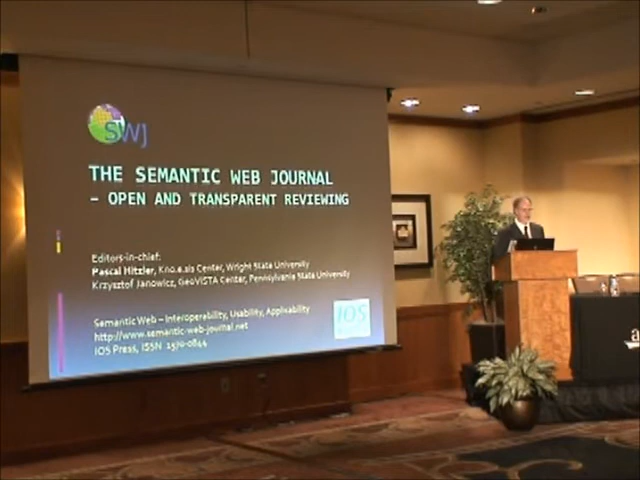 SWJ
THE SEMANTIC WEB JOURNAL
– OPEN AND TRANSPARENT REVIEWING
Editors-in-chief:
Pascal Hitzler, Kno.e.sis Center, Wright State University
Krzysztof Janowicz, GeoVISTA Center, Pennsylvania State University
Semantic Web – Interoperability, Usability, Applicability
http://www.semantic-web-journal.net
IOS Press, ISSN 1570-0844
IOS